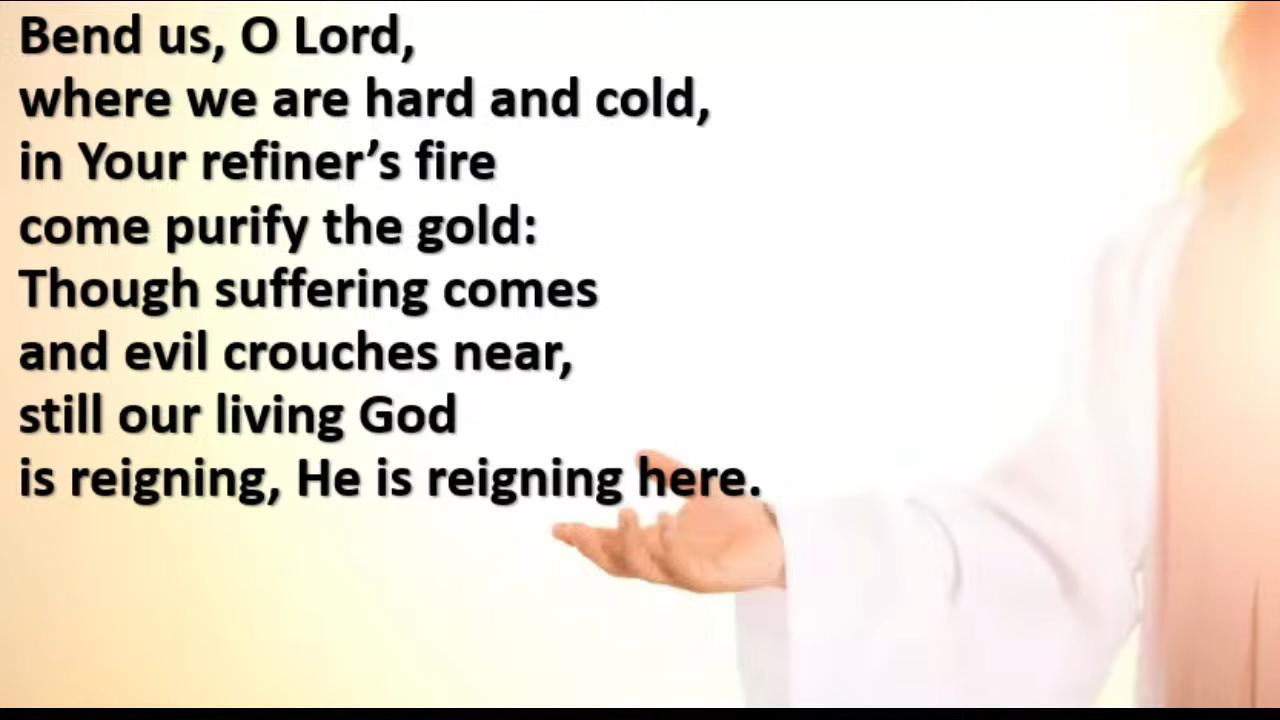 Bend us, O Lord,
where we are hard and cold,
in Your refiner’s fire
come purify the gold:
Though suffering comes
and evil crouches near,
still our living God
is reigning, He is reigning here.